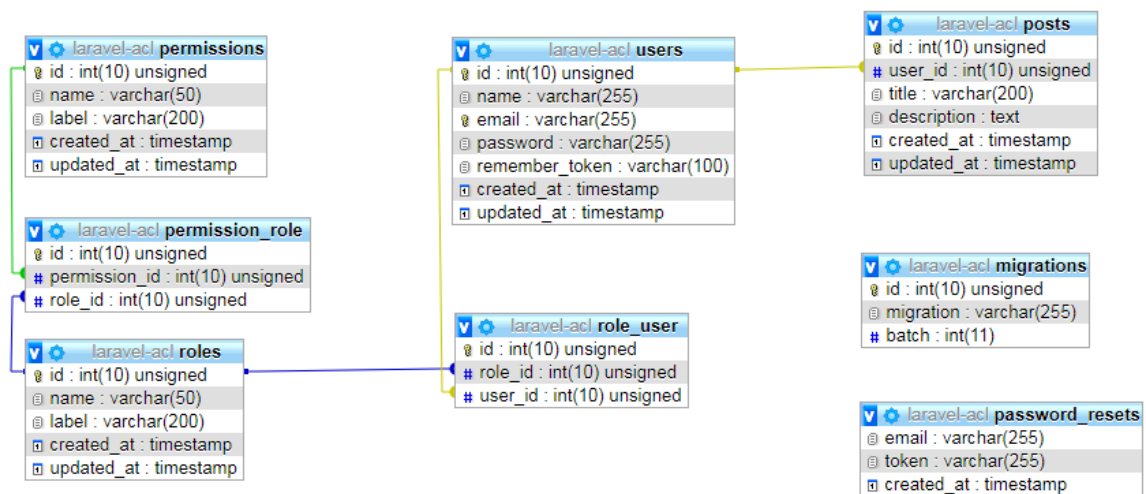 laravel-acl permissions
id : int(10) unsigned
name : varchar(50)
label : varchar(200)
created_at : timestamp
updated_at : timestamp
laravel-acl permission_role
id : int(10) unsigned
permission_id : int(10) unsigned
role_id : int(10) unsigned
laravel-acl roles
id : int(10) unsigned
name : varchar(50)
label : varchar(200)
created_at : timestamp
updated_at : timestamp
laravel-acl users
id : int(10) unsigned
name : varchar(255)
email : varchar(255)
password : varchar(255)
remember_token : varchar(100)
created_at : timestamp
updated_at : timestamp
laravel-acl role_user
id : int(10) unsigned
role_id : int(10) unsigned
user_id : int(10) unsigned
laravel-acl posts
id : int(10) unsigned
user_id : int(10) unsigned
title : varchar(200)
description : text
created_at : timestamp
updated_at : timestamp
laravel-acl migrations
id : int(10) unsigned
migration : varchar(255)
batch : int(11)
laravel-acl password_resets
email : varchar(255)
token : varchar(255)
created_at : timestamp